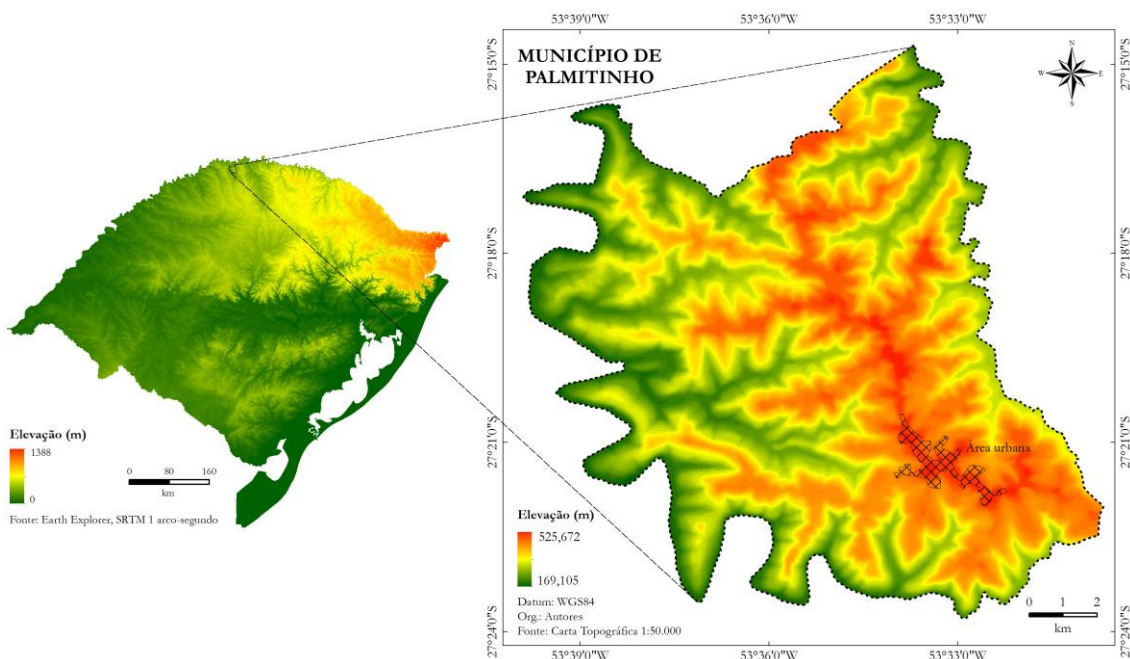 53°39'0"W
53°36'0"W
53°33'0"W
MUNICÍPIO DE
PALMITINHO
N
W
E
S
27°15'0"S
27°15'0"S
27°18'0"S
27°18'0"S
27°21'0"S
27°21'0"S
27°24'0"S
27°24'0"S
Área urbana
Elevação (m)
1388
0
0 80 160
km
Fonte: Earth Explorer, SRTM 1 arco-segundo
Elevação (m)
525,672
169,105
Datum: WGS84
Org.: Autores
Fonte: Carta Topográfica 1:50.000
0 1 2
km
53°39'0"W
53°36'0"W
53°33'0"W